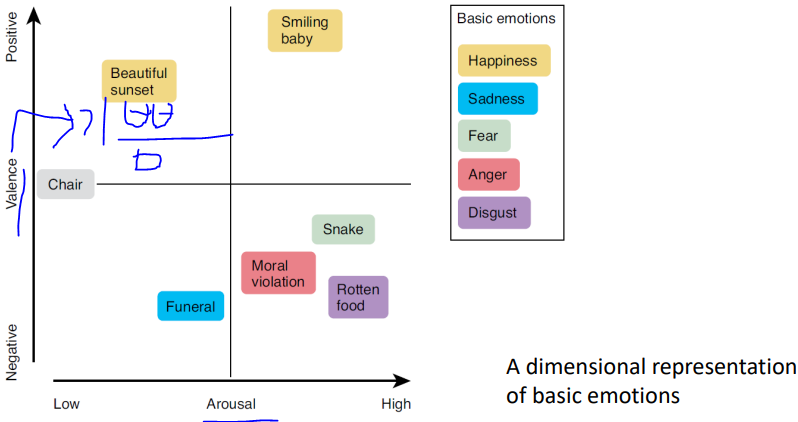 Positive
Valence
Negative
Smiling
baby
Beautiful
sunset
Chair
Snake
Moral
violation
Rotten
food
Funeral
Low
Arousal
High
Basic emotions
Happiness
Sadness
Fear
Anger
Disgust
A dimensional representation
of basic emotions